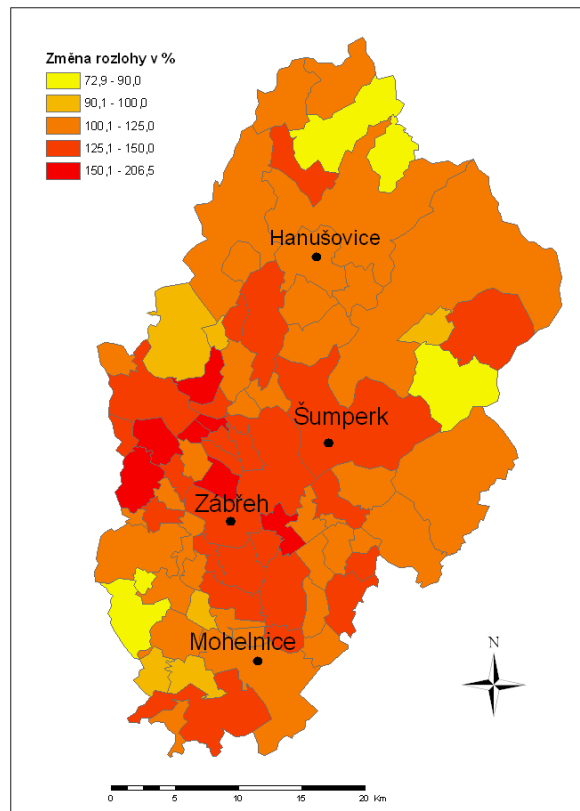 Změna rozlohy v %
72,9 - 90,0
90,1 - 100,0
100,1 - 125,0
125,1 - 150,0
150,1 - 206,5
Hanušovice
Šumperk
Zábřeh
Mohelnice
N
0 5 10 15 20 Km